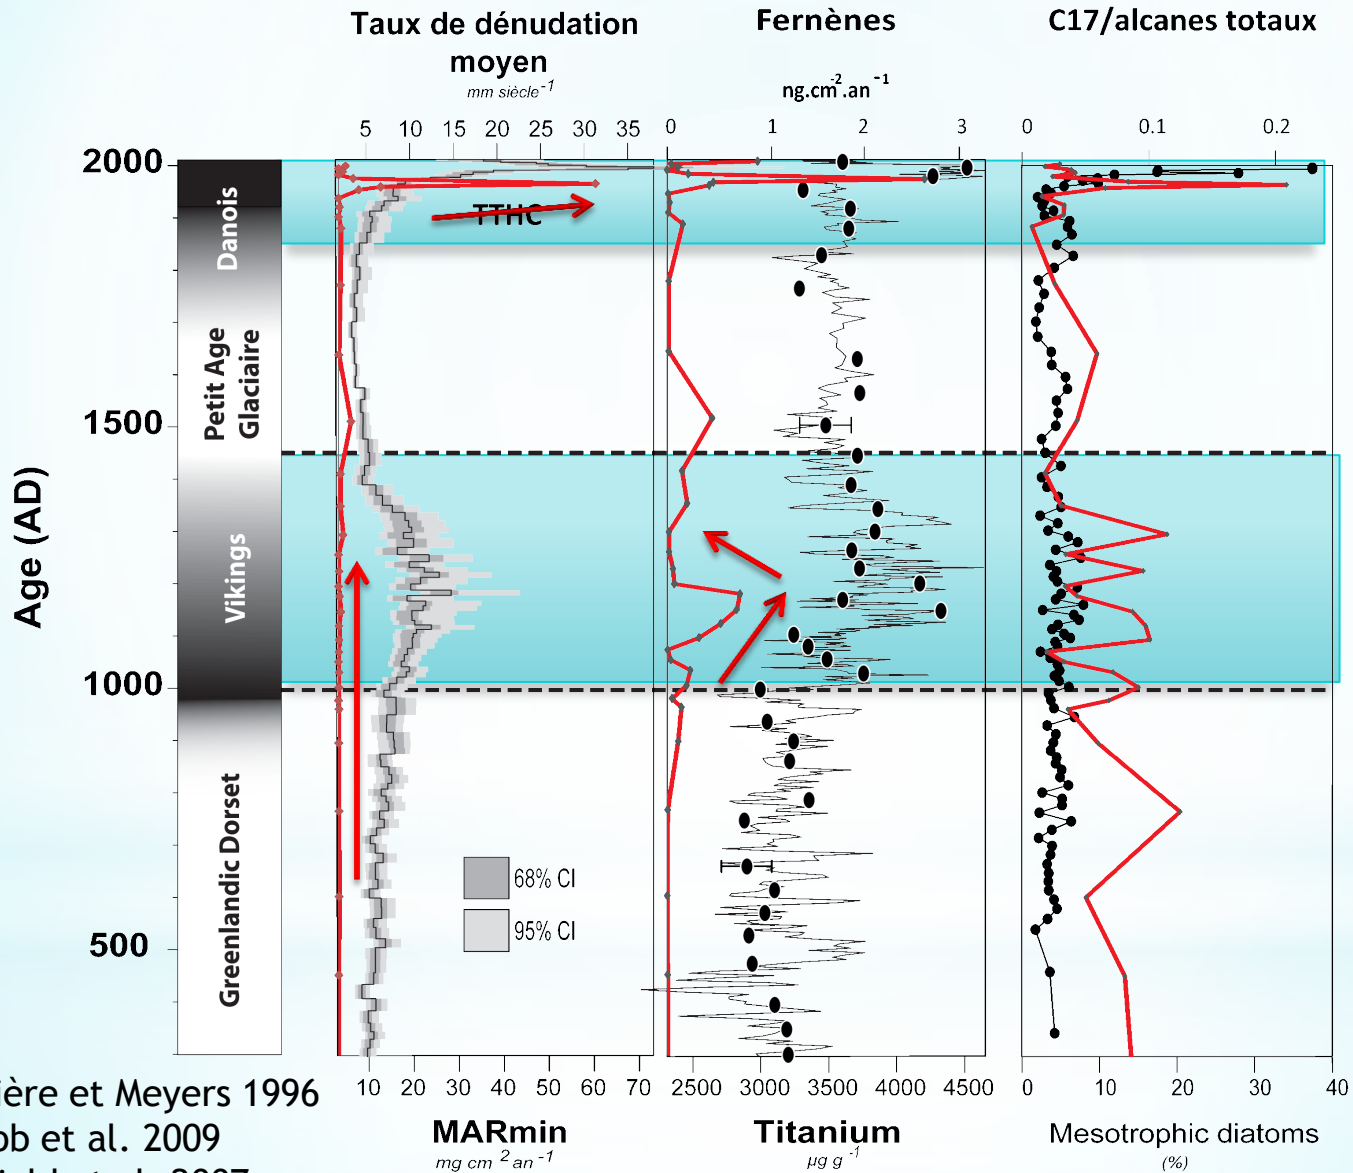 Taux de dénudation
moyen
mm siècle-1
Fernènes
ng.cm-2.an-1
C17/alcanes totaux
5 10 15 20 25 30 35
0 1 2 3
0 0.1 0.2
2000
1500
1000
500
Age (AD)
Danois
Petit Age
Glaciaire
Vikings
Greenlandic Dorset
TTHC
68% CI
95% CI
10 20 30 40 50 60 70
2500 3000 3500 4000 4500
0 10 20 30 40
MARmin
mg cm2 an-1
Titanium
µg g-1
Mesotrophic diatoms
(%)
ière et Meyers 1996
ob et al. 2009